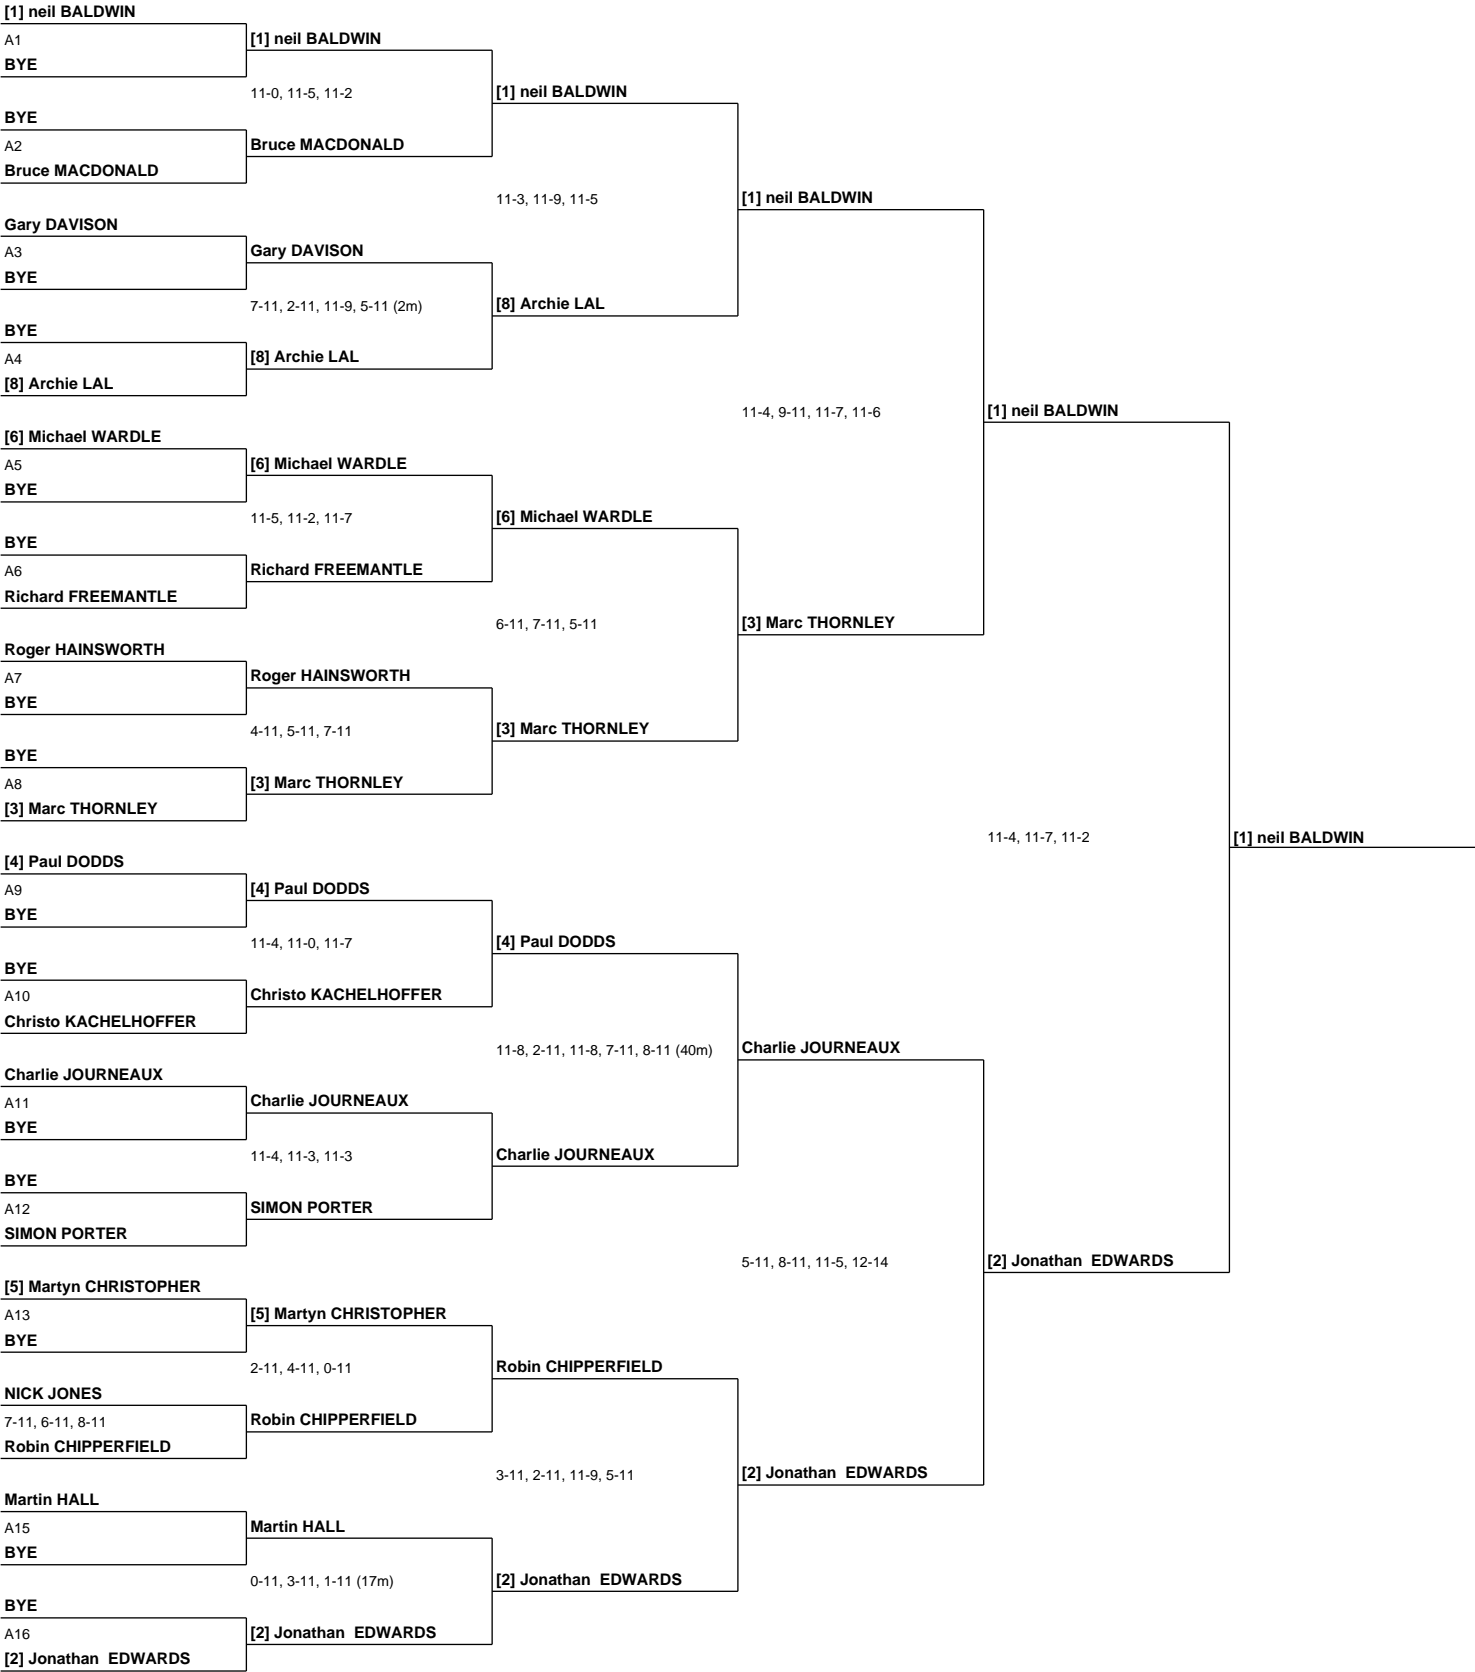 [1] neil BALDWIN
A1
[1] neil BALDWIN
BYE
11-0, 11-5, 11-2
[1] neil BALDWIN
BYE
A2
Bruce MACDONALD
Bruce MACDONALD
11-3, 11-9, 11-5
[1] neil BALDWIN
Gary DAVISON
A3
Gary DAVISON
BYE
7-11, 2-11, 11-9, 5-11 (2m)
[8] Archie LAL
BYE
A4
[8] Archie LAL
[8] Archie LAL
11-4, 9-11, 11-7, 11-6
[1] neil BALDWIN
[6] Michael WARDLE
A5
[6] Michael WARDLE
BYE
11-5, 11-2, 11-7
[6] Michael WARDLE
BYE
A6
Richard FREEMANTLE
Richard FREEMANTLE
6-11, 7-11, 5-11
[3] Marc THORNLEY
Roger HAINSWORTH
A7
Roger HAINSWORTH
BYE
4-11, 5-11, 7-11
[3] Marc THORNLEY
BYE
A8
[3] Marc THORNLEY
[3] Marc THORNLEY
11-4, 11-7, 11-2
[1] neil BALDWIN
[4] Paul DODDS
A9
[4] Paul DODDS
BYE
11-4, 11-0, 11-7
[4] Paul DODDS
BYE
A10
Christo KACHELHOFFER
Christo KACHELHOFFER
11-8, 2-11, 11-8, 7-11, 8-11 (40m)
Charlie JOURNEAUX
Charlie JOURNEAUX
A11
Charlie JOURNEAUX
BYE
11-4, 11-3, 11-3
Charlie JOURNEAUX
BYE
A12
SIMON PORTER
SIMON PORTER
5-11, 8-11, 11-5, 12-14
[2] Jonathan  EDWARDS
[5] Martyn CHRISTOPHER
A13
[5] Martyn CHRISTOPHER
BYE
2-11, 4-11, 0-11
Robin CHIPPERFIELD
NICK JONES
7-11, 6-11, 8-11
Robin CHIPPERFIELD
Robin CHIPPERFIELD
3-11, 2-11, 11-9, 5-11
[2] Jonathan  EDWARDS
Martin HALL
A15
Martin HALL
BYE
0-11, 3-11, 1-11 (17m)
[2] Jonathan  EDWARDS
BYE
A16
[2] Jonathan  EDWARDS
[2] Jonathan  EDWARDS